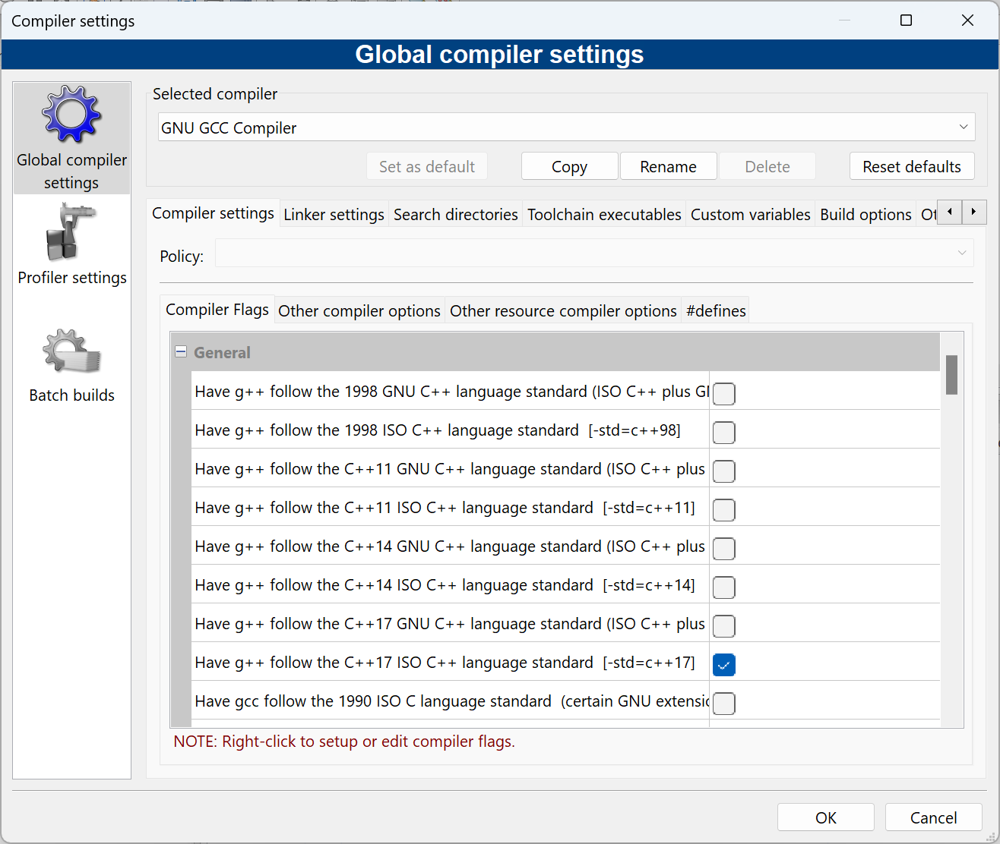 Compiler settings
Global compiler settings
Global compiler
settings
Profiler settings
Batch builds
Selected compiler
GNU GCC Compiler
Set as default Copy Rename Delete Reset defaults
Compiler settings Linker settings Search directories Toolchain executables Custom variables Build options Ot
Policy:
Compiler Flags Other compiler options Other resource compiler options #defines
General
Have g++ follow the 1998 GNU C++ language standard (ISO C++ plus G
Have g++ follow the 1998 ISO C++ language standard [-std=c++98]
Have g++ follow the C++11 GNU C++ language standard (ISO C++ plus
Have g++ follow the C++11 ISO C++ language standard [-std=c++11]
Have g++ follow the C++14 GNU C++ language standard (ISO C++ plus
Have g++ follow the C++14 ISO C++ language standard [-std=c++14]
Have g++ follow the C++17 GNU C++ language standard (ISO C++ plus
Have g++ follow the C++17 ISO C++ language standard [-std=c++17]
Have gcc follow the 1990 ISO C language standard (certain GNU extensi
NOTE: Right-click to setup or edit compiler flags.
OK Cancel